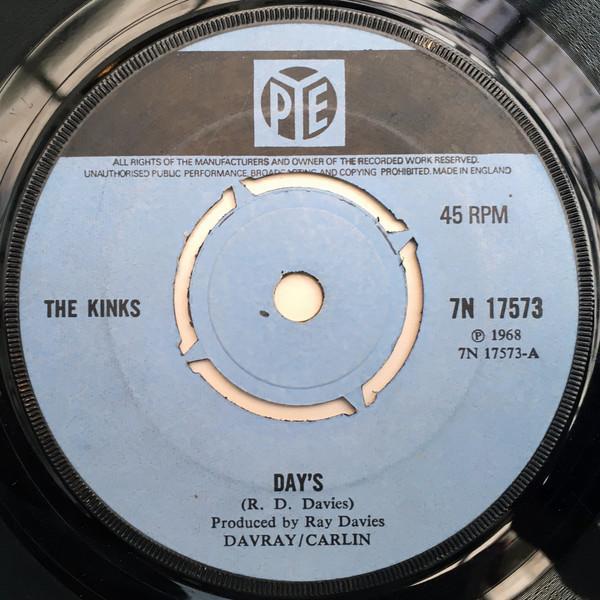 PYE
ALL RIGHTS OF THE MANUFACTURERS AND OWNER OF THE RECORDED WORK RESERVED.
UNAUTHORISED PUBLIC PERFORMANCE, BROADCASTING AND COPYING PROHIBITED. MADE IN ENGLAND
45 RPM
THE KINKS
7N 17573
Ⓟ 1968
7N 17573-A
DAY'S
(R. D. Davies)
Produced by Ray Davies
DAVRAY/CARLIN